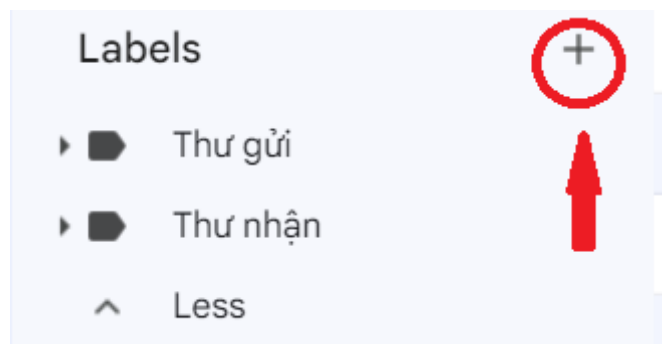 Labels +
Thư gửi
Thư nhận
Less